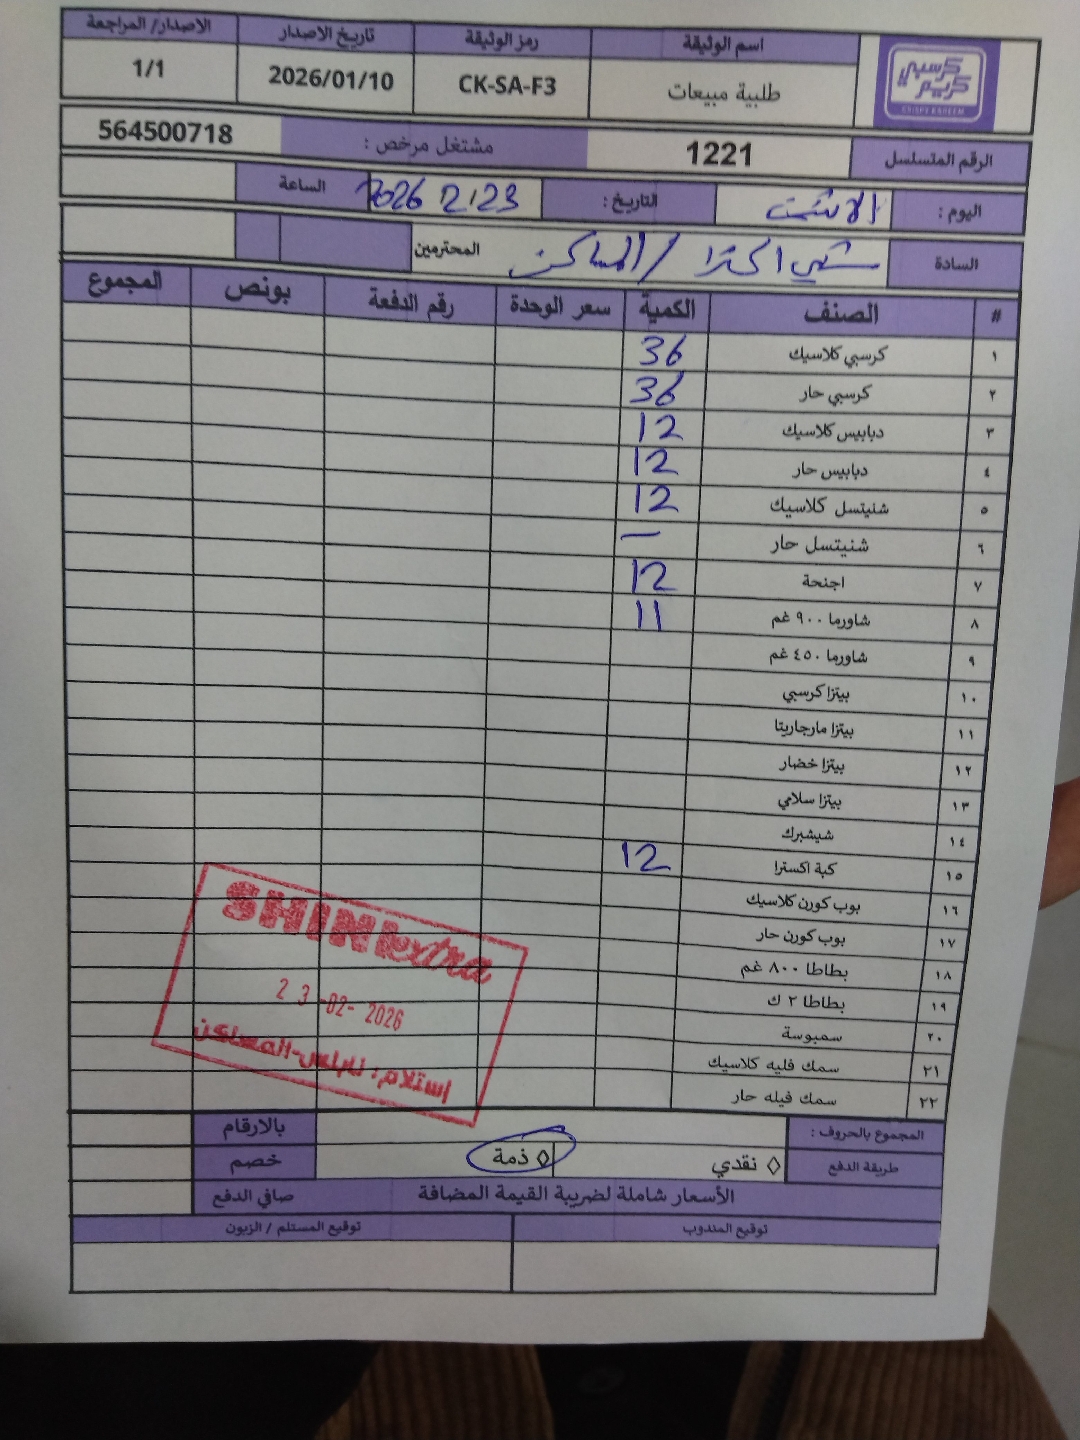 اسم الوثيقة رمز الوثيقة تاريخ الاصدار الاصدار/ المراجعة
كرسبي كريم
CRISPY KAREEM
طلبية مبيعات CK-SA-F3 2026/01/10 1/1
الرقم المتسلسل 1221 مشتغل مرخص : 564500718
اليوم : الاثنين التاريخ : 2026 2/23 الساعة
السادة شيني اكسترا / المساكن المحترمين
# الصنف الكمية سعر الوحدة رقم الدفعة بونص المجموع
١ كرسبي كلاسيك 36
٢ كرسبي حار 36
٣ دبابيس كلاسيك 12
٤ دبابيس حار 12
٥ شنيتسل كلاسيك 12
٦ شنيتسل حار —
٧ اجنحة 12
٨ شاورما ٩٠٠ غم 11
٩ شاورما ٤٥٠ غم
١٠ بيتزا كرسبي
١١ بيتزا مارجاريتا
١٢ بيتزا خضار
١٣ بيتزا سلامي
١٤ شيشبرك
١٥ كبة اكسترا 12
١٦ بوب كورن كلاسيك
١٧ بوب كورن حار
١٨ بطاطا ٨٠٠ غم
١٩ بطاطا ٢ ك
٢٠ سمبوسة
٢١ سمك فليه كلاسيك
٢٢ سمك فيله حار
SHINI extra
23-02-2026
إستلام: نابلس-المساكن
المجموع بالحروف : بالارقام
طريقة الدفع ◊ نقدي ◊ ذمة خصم
الأسعار شاملة لضريبة القيمة المضافة صافي الدفع
توقيع المندوب توقيع المستلم / الزبون